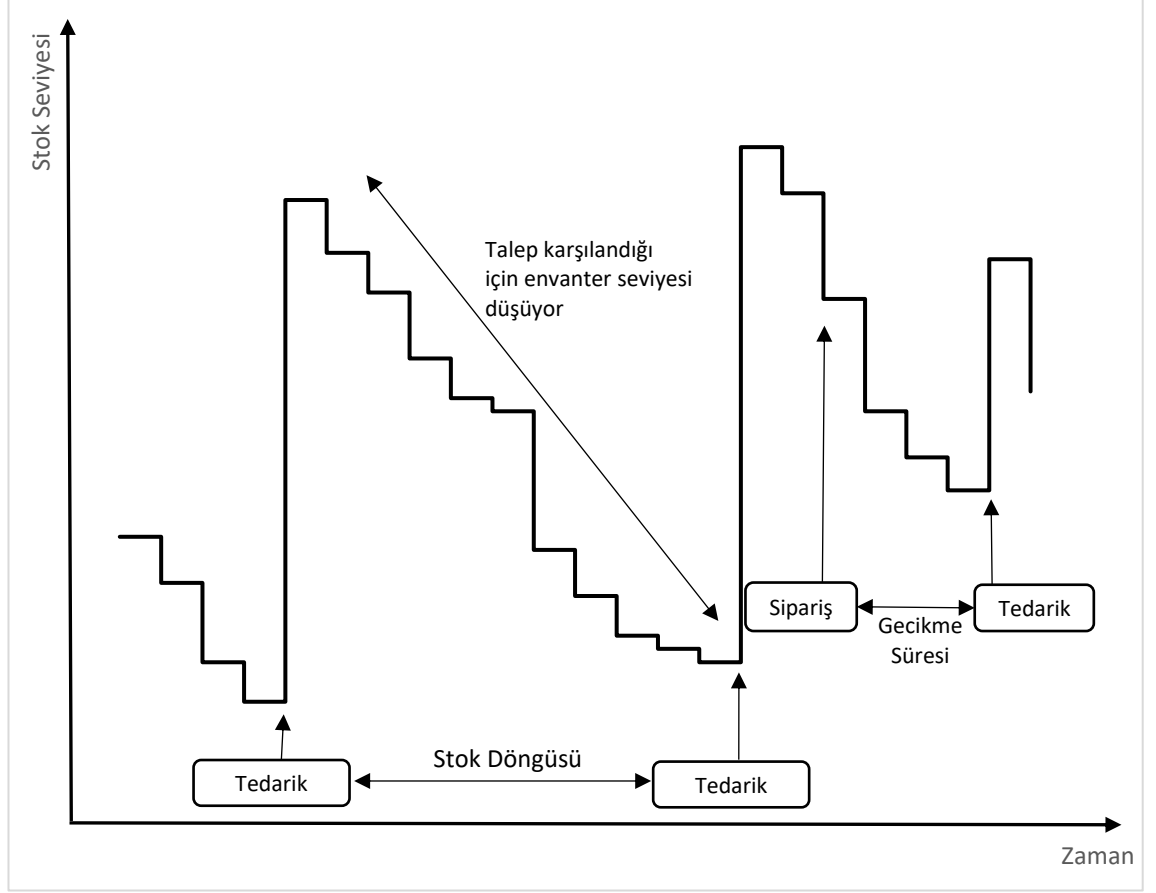 Stok Seviyesi
Talep karşılandığı
için envanter seviyesi
düşüyor
Sipariş
Tedarik
Gecikme
Süresi
Stok Döngüsü
Tedarik
Tedarik
Zaman